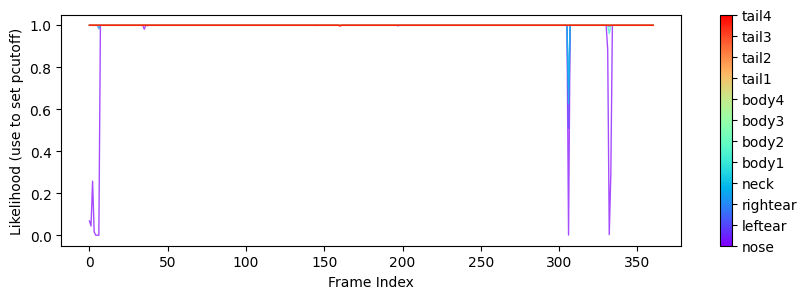 Likelihood (use to set pcutoff)
1.0
0.8
0.6
0.4
0.2
0.0
0 50 100 150 200 250 300 350
Frame Index
tail4
tail3
tail2
tail1
body4
body3
body2
body1
neck
rightear
leftear
nose